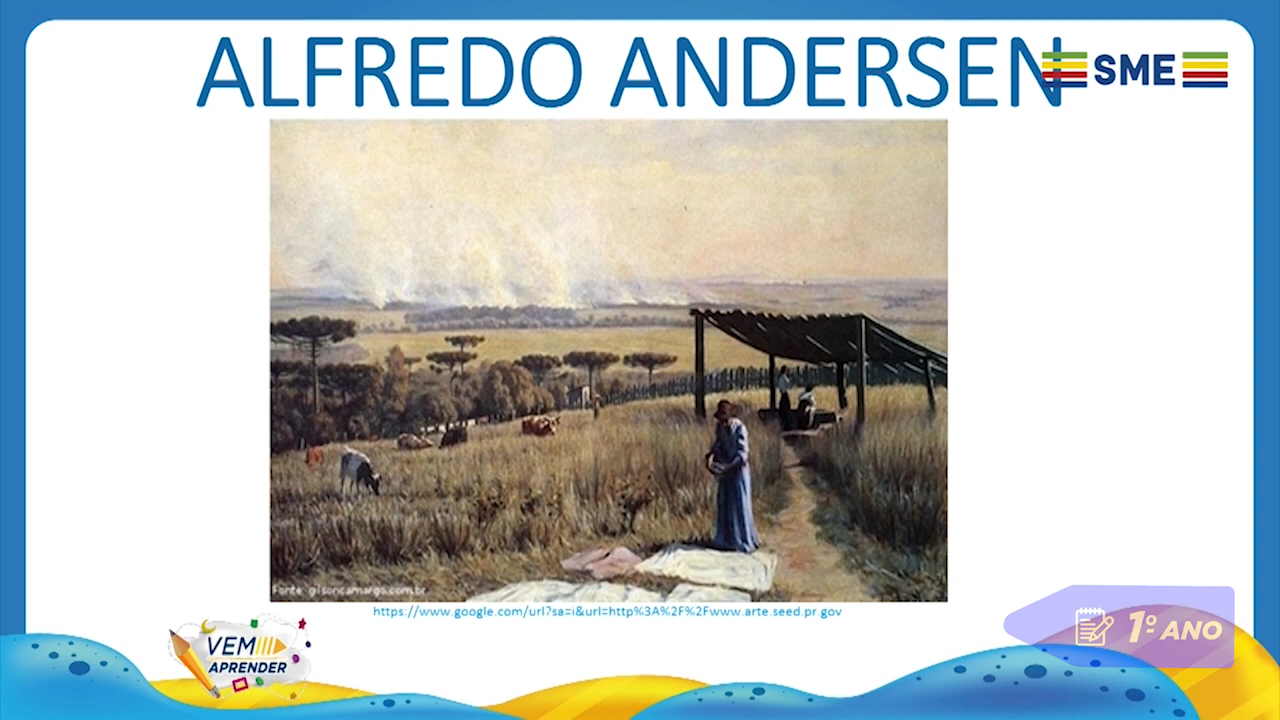 ALFREDO ANDERSEN
SME
Fonte: gilsoncamargo.com.br
https://www.google.com/url?sa=i&url=http%3A%2F%2Fwww.arte.seed.pr.gov
VEM
APRENDER
1º ANO